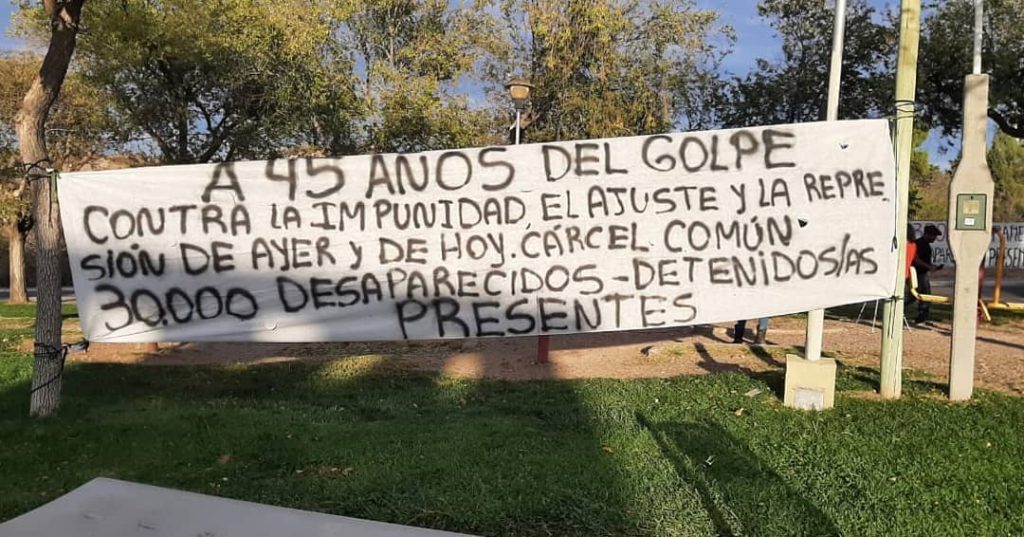 A 45 AÑOS DEL GOLPE
CONTRA LA IMPUNIDAD, EL AJUSTE Y LA REPRE-
SIÓN DE AYER Y DE HOY. CÁRCEL COMÚN
30.000 DESAPARECIDOS-DETENIDOS/AS
PRESENTES